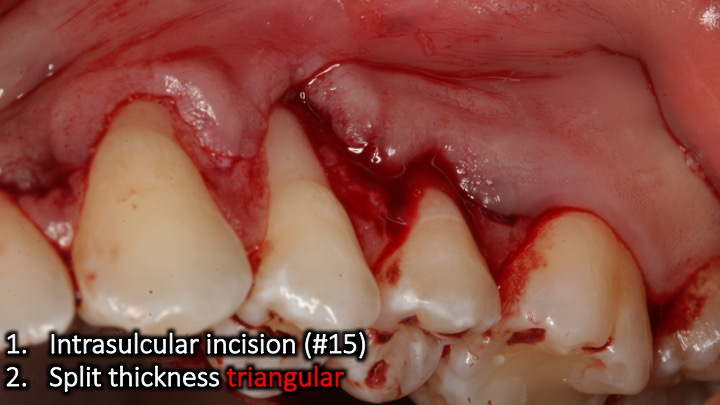 1. Intrasulcular incision (#15)
2. Split thickness triangular